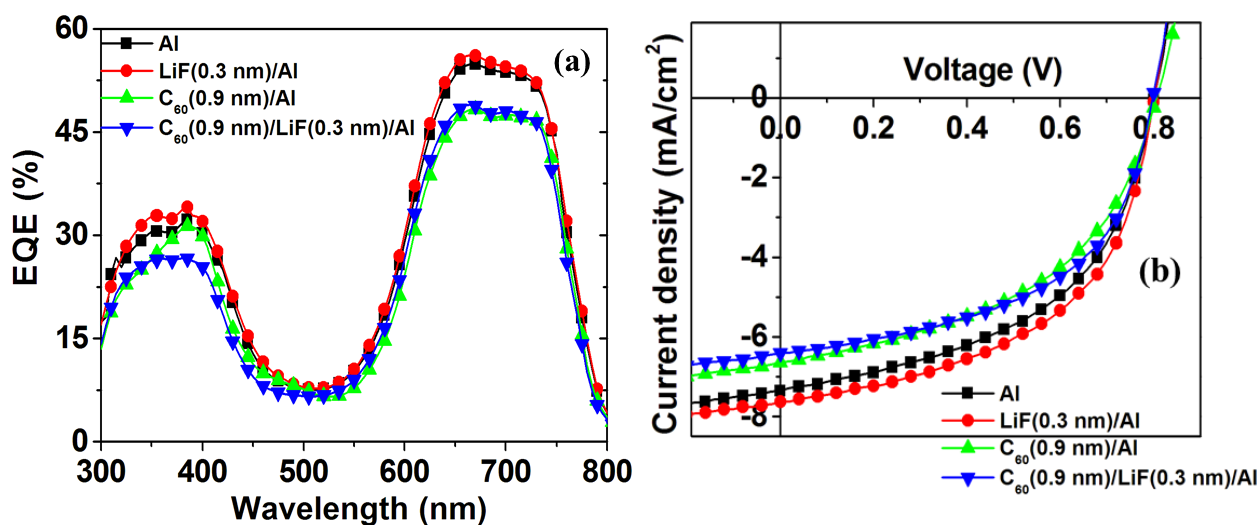 60
45
30
15
0
EQE (%)
Al
LiF(0.3 nm)/Al
C₆₀(0.9 nm)/Al
C₆₀(0.9 nm)/LiF(0.3 nm)/Al
(a)
300 400 500 600 700 800
Wavelength (nm)
Current density (mA/cm²)
Voltage (V)
0.0 0.2 0.4 0.6 0.8
0
-2
-4
-6
-8
(b)
Al
LiF(0.3 nm)/Al
C₆₀(0.9 nm)/Al
C₆₀(0.9 nm)/LiF(0.3 nm)/Al